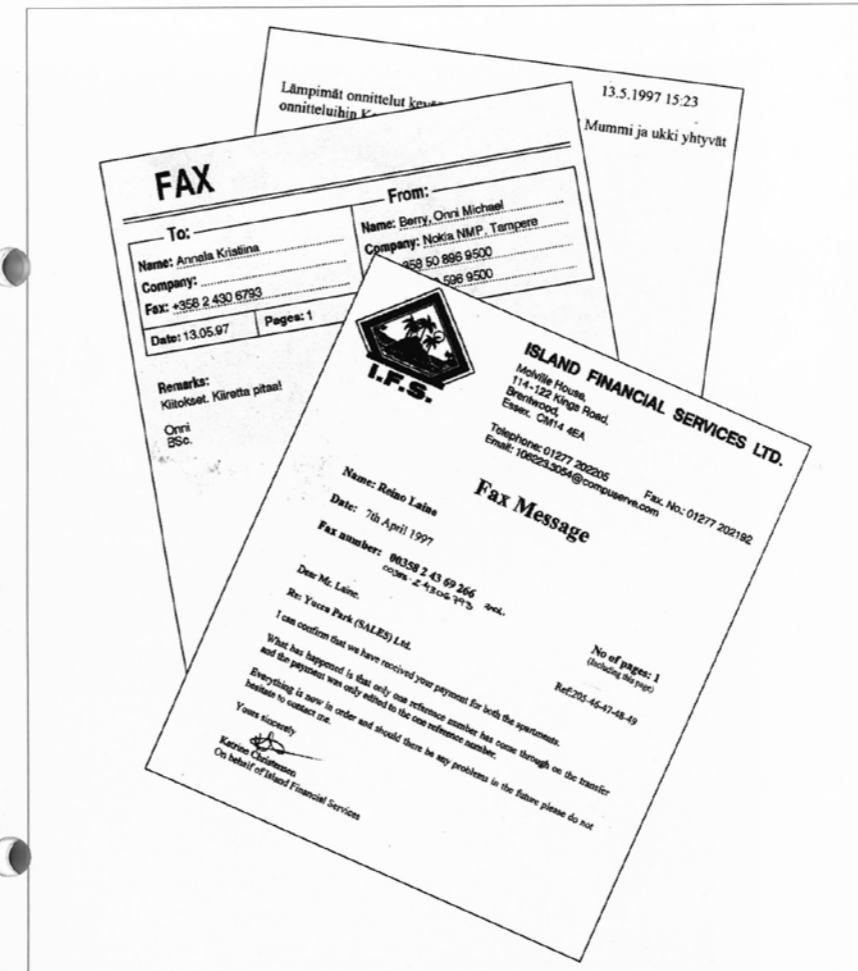 13.5.1997 15:23
Lämpimät onnittelut
onnitteluihin
Mummi ja ukki yhtyvät
FAX
To:
Name: Annala Kristiina
Company:
Fax: +358 2 430 6793
Date: 13.05.97
Pages: 1
From:
Name: Berry, Onni Michael
Company: Nokia NMP, Tampere
358 50 896 9500
596 9500
Remarks:
Kiitokset. Kiiretta pitaa!
Onni
BSc.
I.F.S.
ISLAND FINANCIAL SERVICES LTD.
Molville House,
114-122 Kings Road,
Brentwood,
Essex. CM14 4EA
Telephone: 01277 202205
Fax. No.: 01277 202192
Email: 106223.3054@compuserve.com
Fax Message
Name: Reino Laine
Date: 7th April 1997
Fax number: 00358 2 43 69 266
00358-2 4306793
No of pages: 1
(Including this page)
Dear Mr. Laine.
Ref:205-46-47-48-49
Re: Yucca Park (SALES) Ltd.
I can confirm that we have received your payment for both the apartments.
What has happened is that only one reference number has come through on the transfer
and the payment was only edited to the one reference number.
Everything is now in order and should there be any problems in the future please do not
hesitate to contact me.
Yours sincerely
Katrine Christensen
On behalf of Island Financial Services